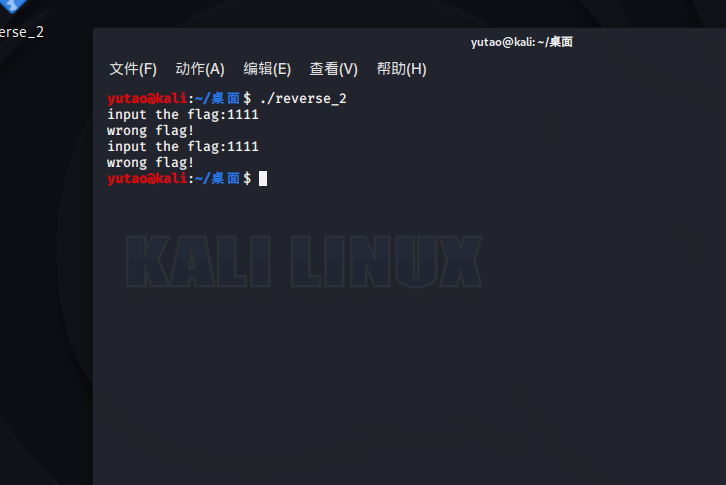 erse_2
yutao@kali: ~/桌面
文件(F) 动作(A) 编辑(E) 查看(V) 帮助(H)
yutao@kali:~/桌面$ ./reverse_2
input the flag:1111
wrong flag!
input the flag:1111
wrong flag!
yutao@kali:~/桌面$
KALI LINUX